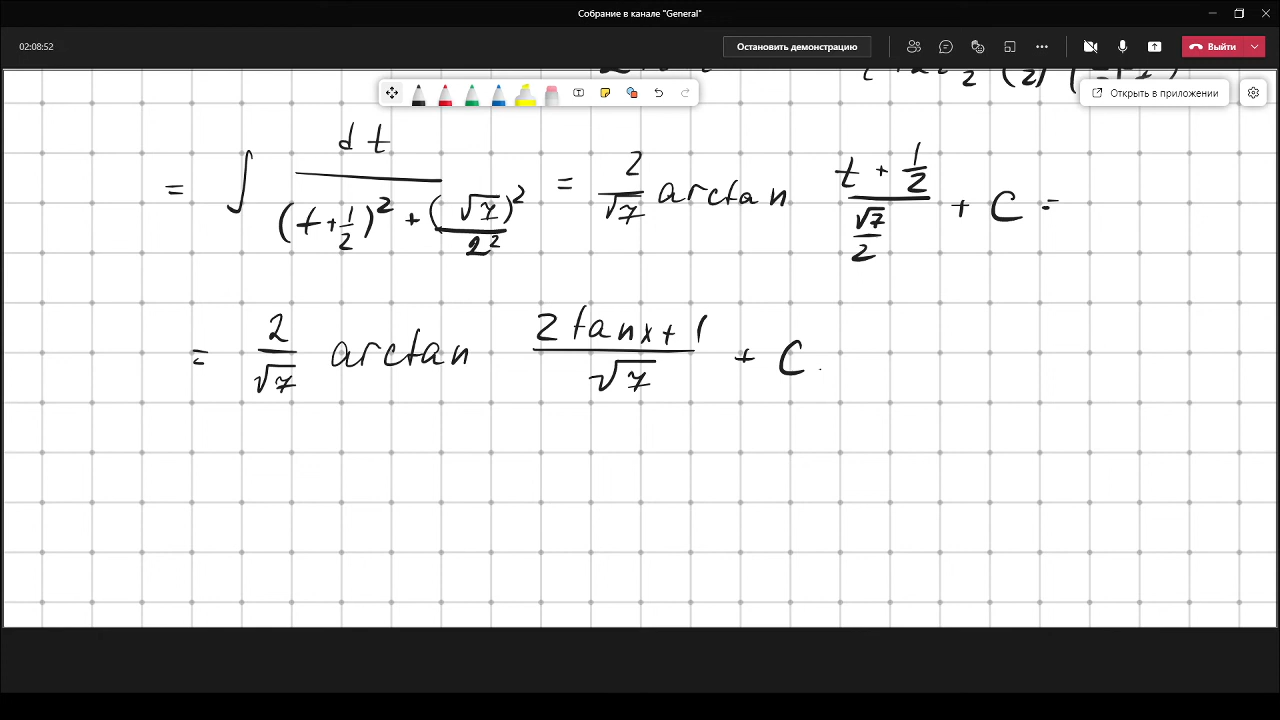 Собрание в канале "General"
02:08:52
Остановить демонстрацию
Выйти
Открыть в приложении
= ∫ dt / ((t + 1/2)² + (√7)²/2²) = 2/√7 arctan (t + 1/2)/(√7/2) + C =
= 2/√7 arctan (2 tan x + 1)/√7 + C.